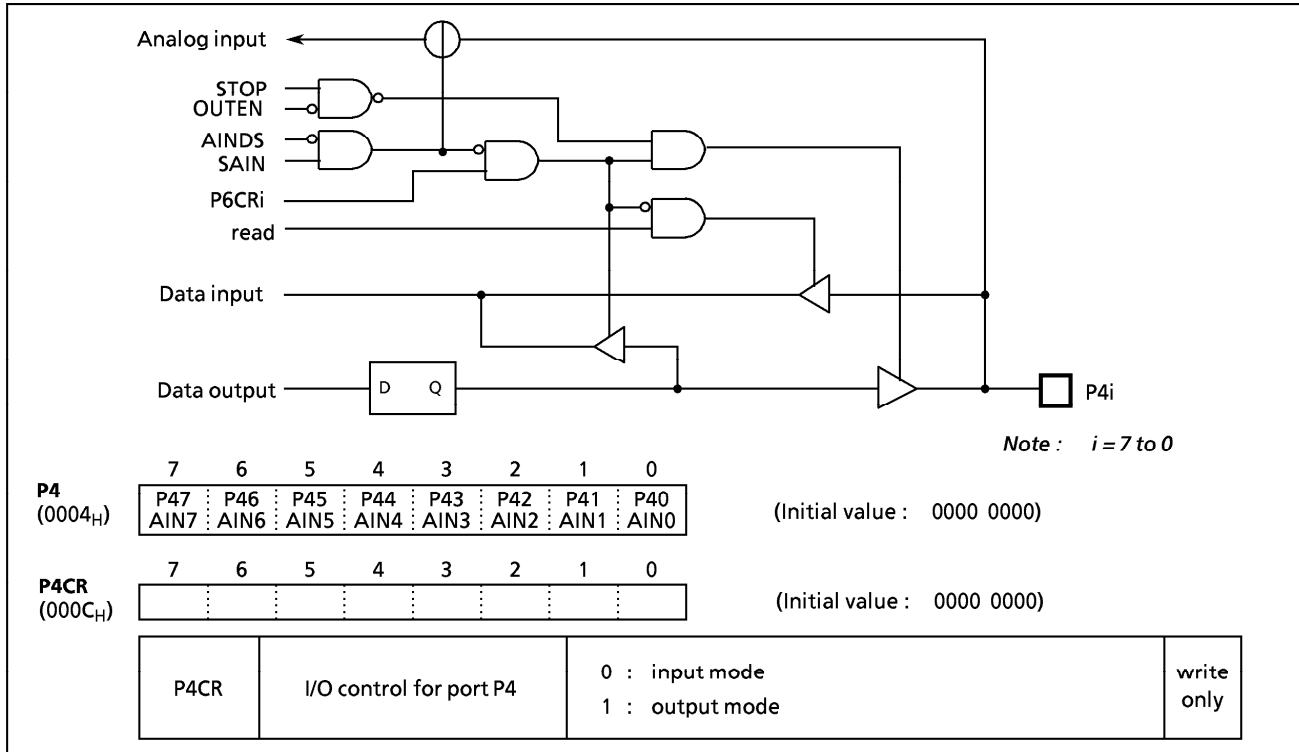 Analog input
STOP
OUTEN
AINDS
SAIN
P6CRi
read
Data input
Data output
D Q
P4i
Note : i = 7 to 0
7 6 5 4 3 2 1 0
P4
(0004H)
P47 P46 P45 P44 P43 P42 P41 P40
AIN7 AIN6 AIN5 AIN4 AIN3 AIN2 AIN1 AIN0
(Initial value : 0000 0000)
7 6 5 4 3 2 1 0
P4CR
(000CH)
(Initial value : 0000 0000)
P4CR
I/O control for port P4
0 : input mode
1 : output mode
write
only